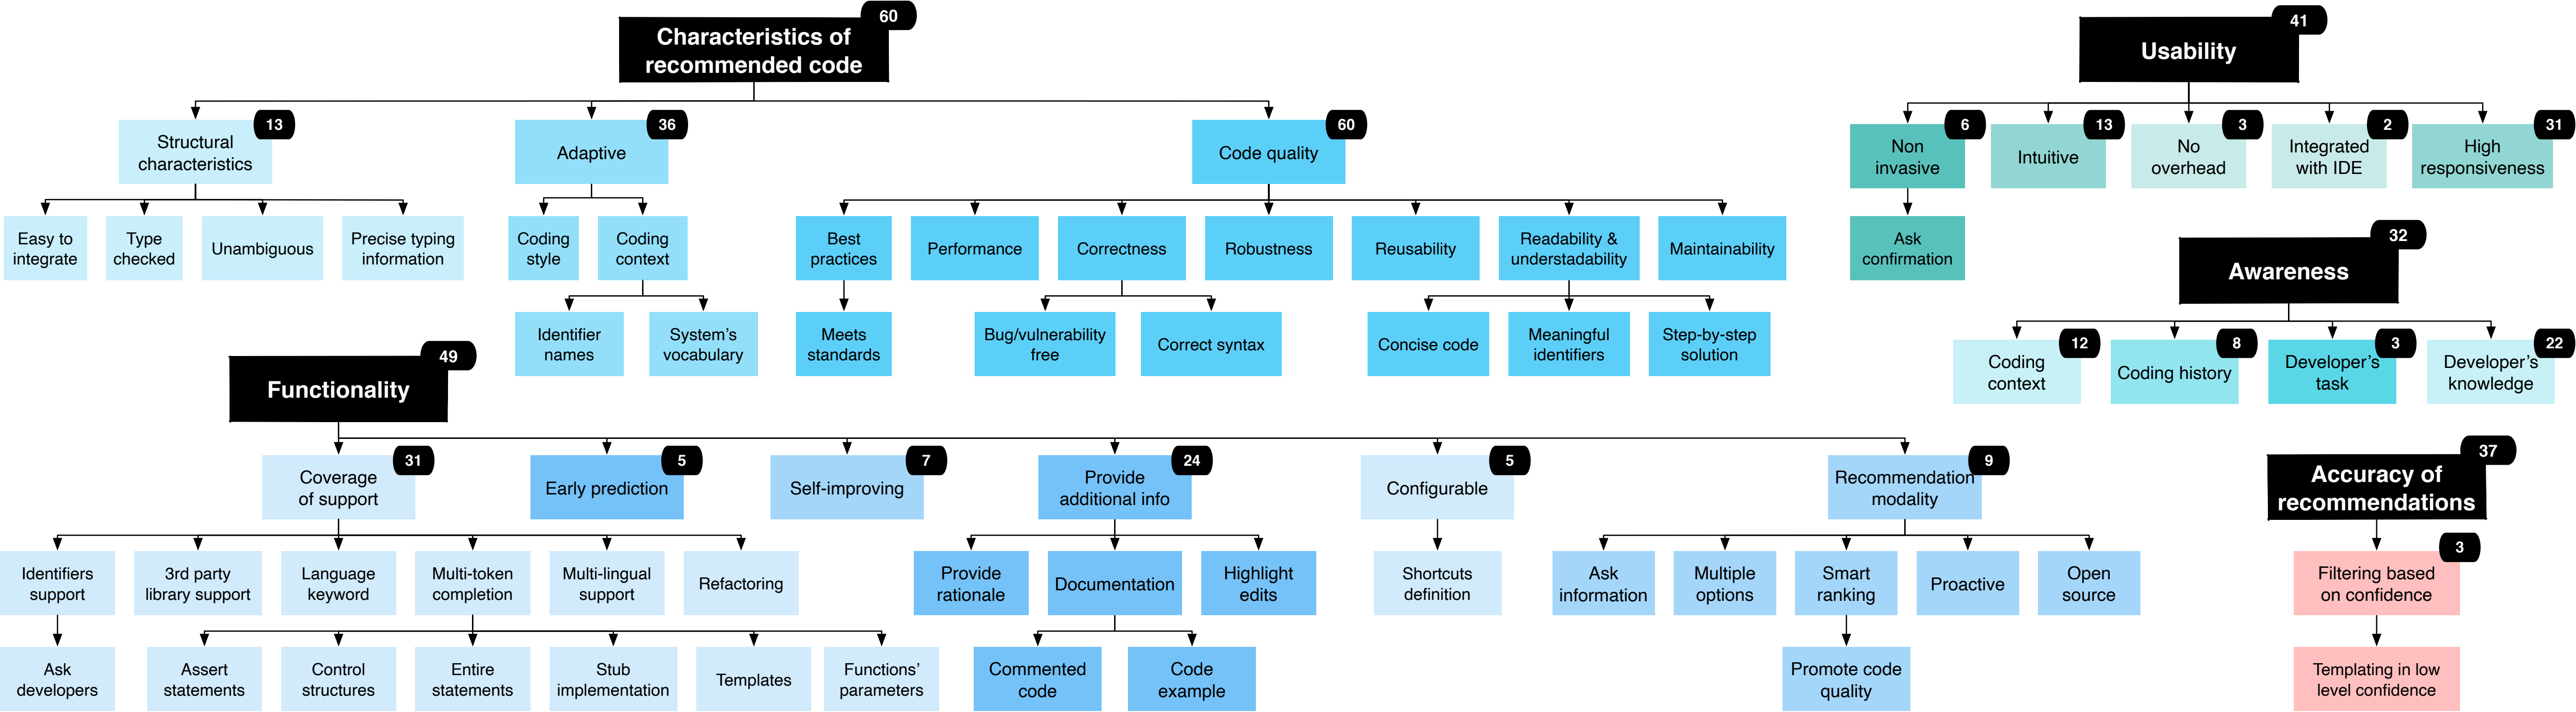 60
Characteristics of
recommended code
13
Structural
characteristics
36
Adaptive
60
Code quality
Easy to
integrate
Type
checked
Unambiguous
Precise typing
information
Coding
style
Coding
context
Best
practices
Performance
Correctness
Robustness
Reusability
Readability &
understadability
Maintainability
Identifier
names
System's
vocabulary
Meets
standards
Bug/vulnerability
free
Correct syntax
Concise code
Meaningful
identifiers
Step-by-step
solution
41
Usability
6
Non
invasive
13
Intuitive
3
No
overhead
2
Integrated
with IDE
31
High
responsiveness
Ask
confirmation
32
Awareness
12
Coding
context
8
Coding history
3
Developer's
task
22
Developer's
knowledge
49
Functionality
31
Coverage
of support
5
Early prediction
7
Self-improving
24
Provide
additional info
5
Configurable
9
Recommendation
modality
Identifiers
support
3rd party
library support
Language
keyword
Multi-token
completion
Multi-lingual
support
Refactoring
Provide
rationale
Documentation
Highlight
edits
Shortcuts
definition
Ask
information
Multiple
options
Smart
ranking
Proactive
Open
source
Ask
developers
Assert
statements
Control
structures
Entire
statements
Stub
implementation
Templates
Functions'
parameters
Commented
code
Code
example
Promote code
quality
37
Accuracy of
recommendations
3
Filtering based
on confidence
Templating in low
level confidence